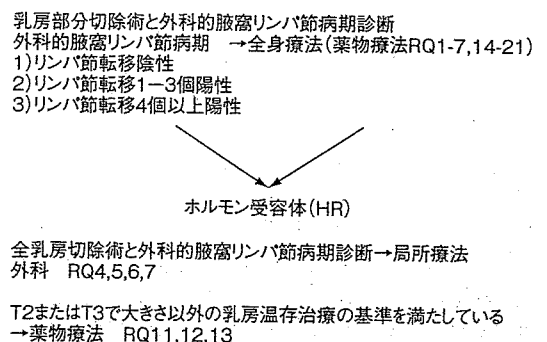 乳房部分切除術と外科的腋窩リンパ節病期診断
外科的腋窩リンパ節病期 →全身療法(薬物療法RQ1-7,14-21)
1)リンパ節転移陰性
2)リンパ節転移1ー3個陽性
3)リンパ節転移4個以上陽性
ホルモン受容体(HR)
全乳房切除術と外科的腋窩リンパ節病期診断→局所療法
外科 RQ4,5,6,7
T2またはT3で大きさ以外の乳房温存治療の基準を満たしている
→薬物療法 RQ11,12,13